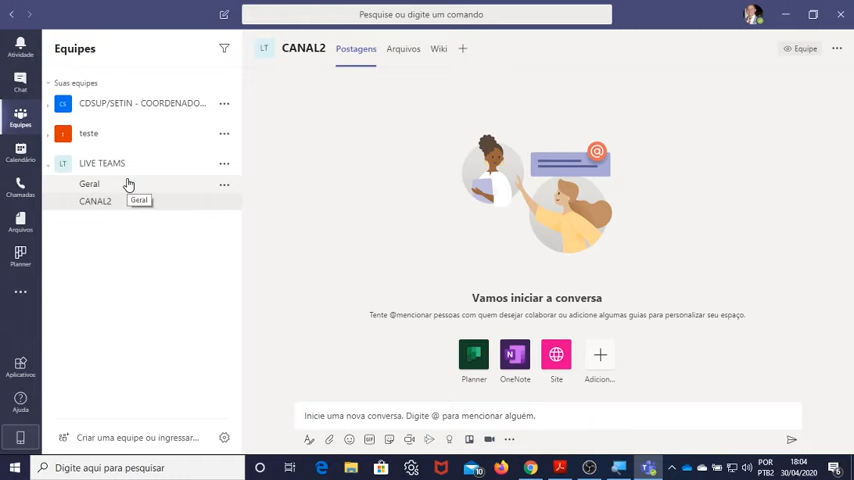 Pesquise ou digite um comando
Atividade
Chat
Equipes
Calendário
Chamadas
Arquivos
Planner
Aplicativos
Ajuda
Equipes
Suas equipes
CS
CDSUP/SETIN - COORDENADO...
t
teste
LT
LIVE TEAMS
Geral
CANAL2
Geral
Criar uma equipe ou ingressar...
LT
CANAL2
Postagens
Arquivos
Wiki
Equipe
@
Vamos iniciar a conversa
Tente @mencionar pessoas com quem desejar colaborar ou adicione algumas guias para personalizar seu espaço.
N
Planner
OneNote
Site
Adicion...
Inicie uma nova conversa. Digite @ para mencionar alguém.
GIF
Digite aqui para pesquisar
10
POR
PTB2
18:04
30/04/2020
6